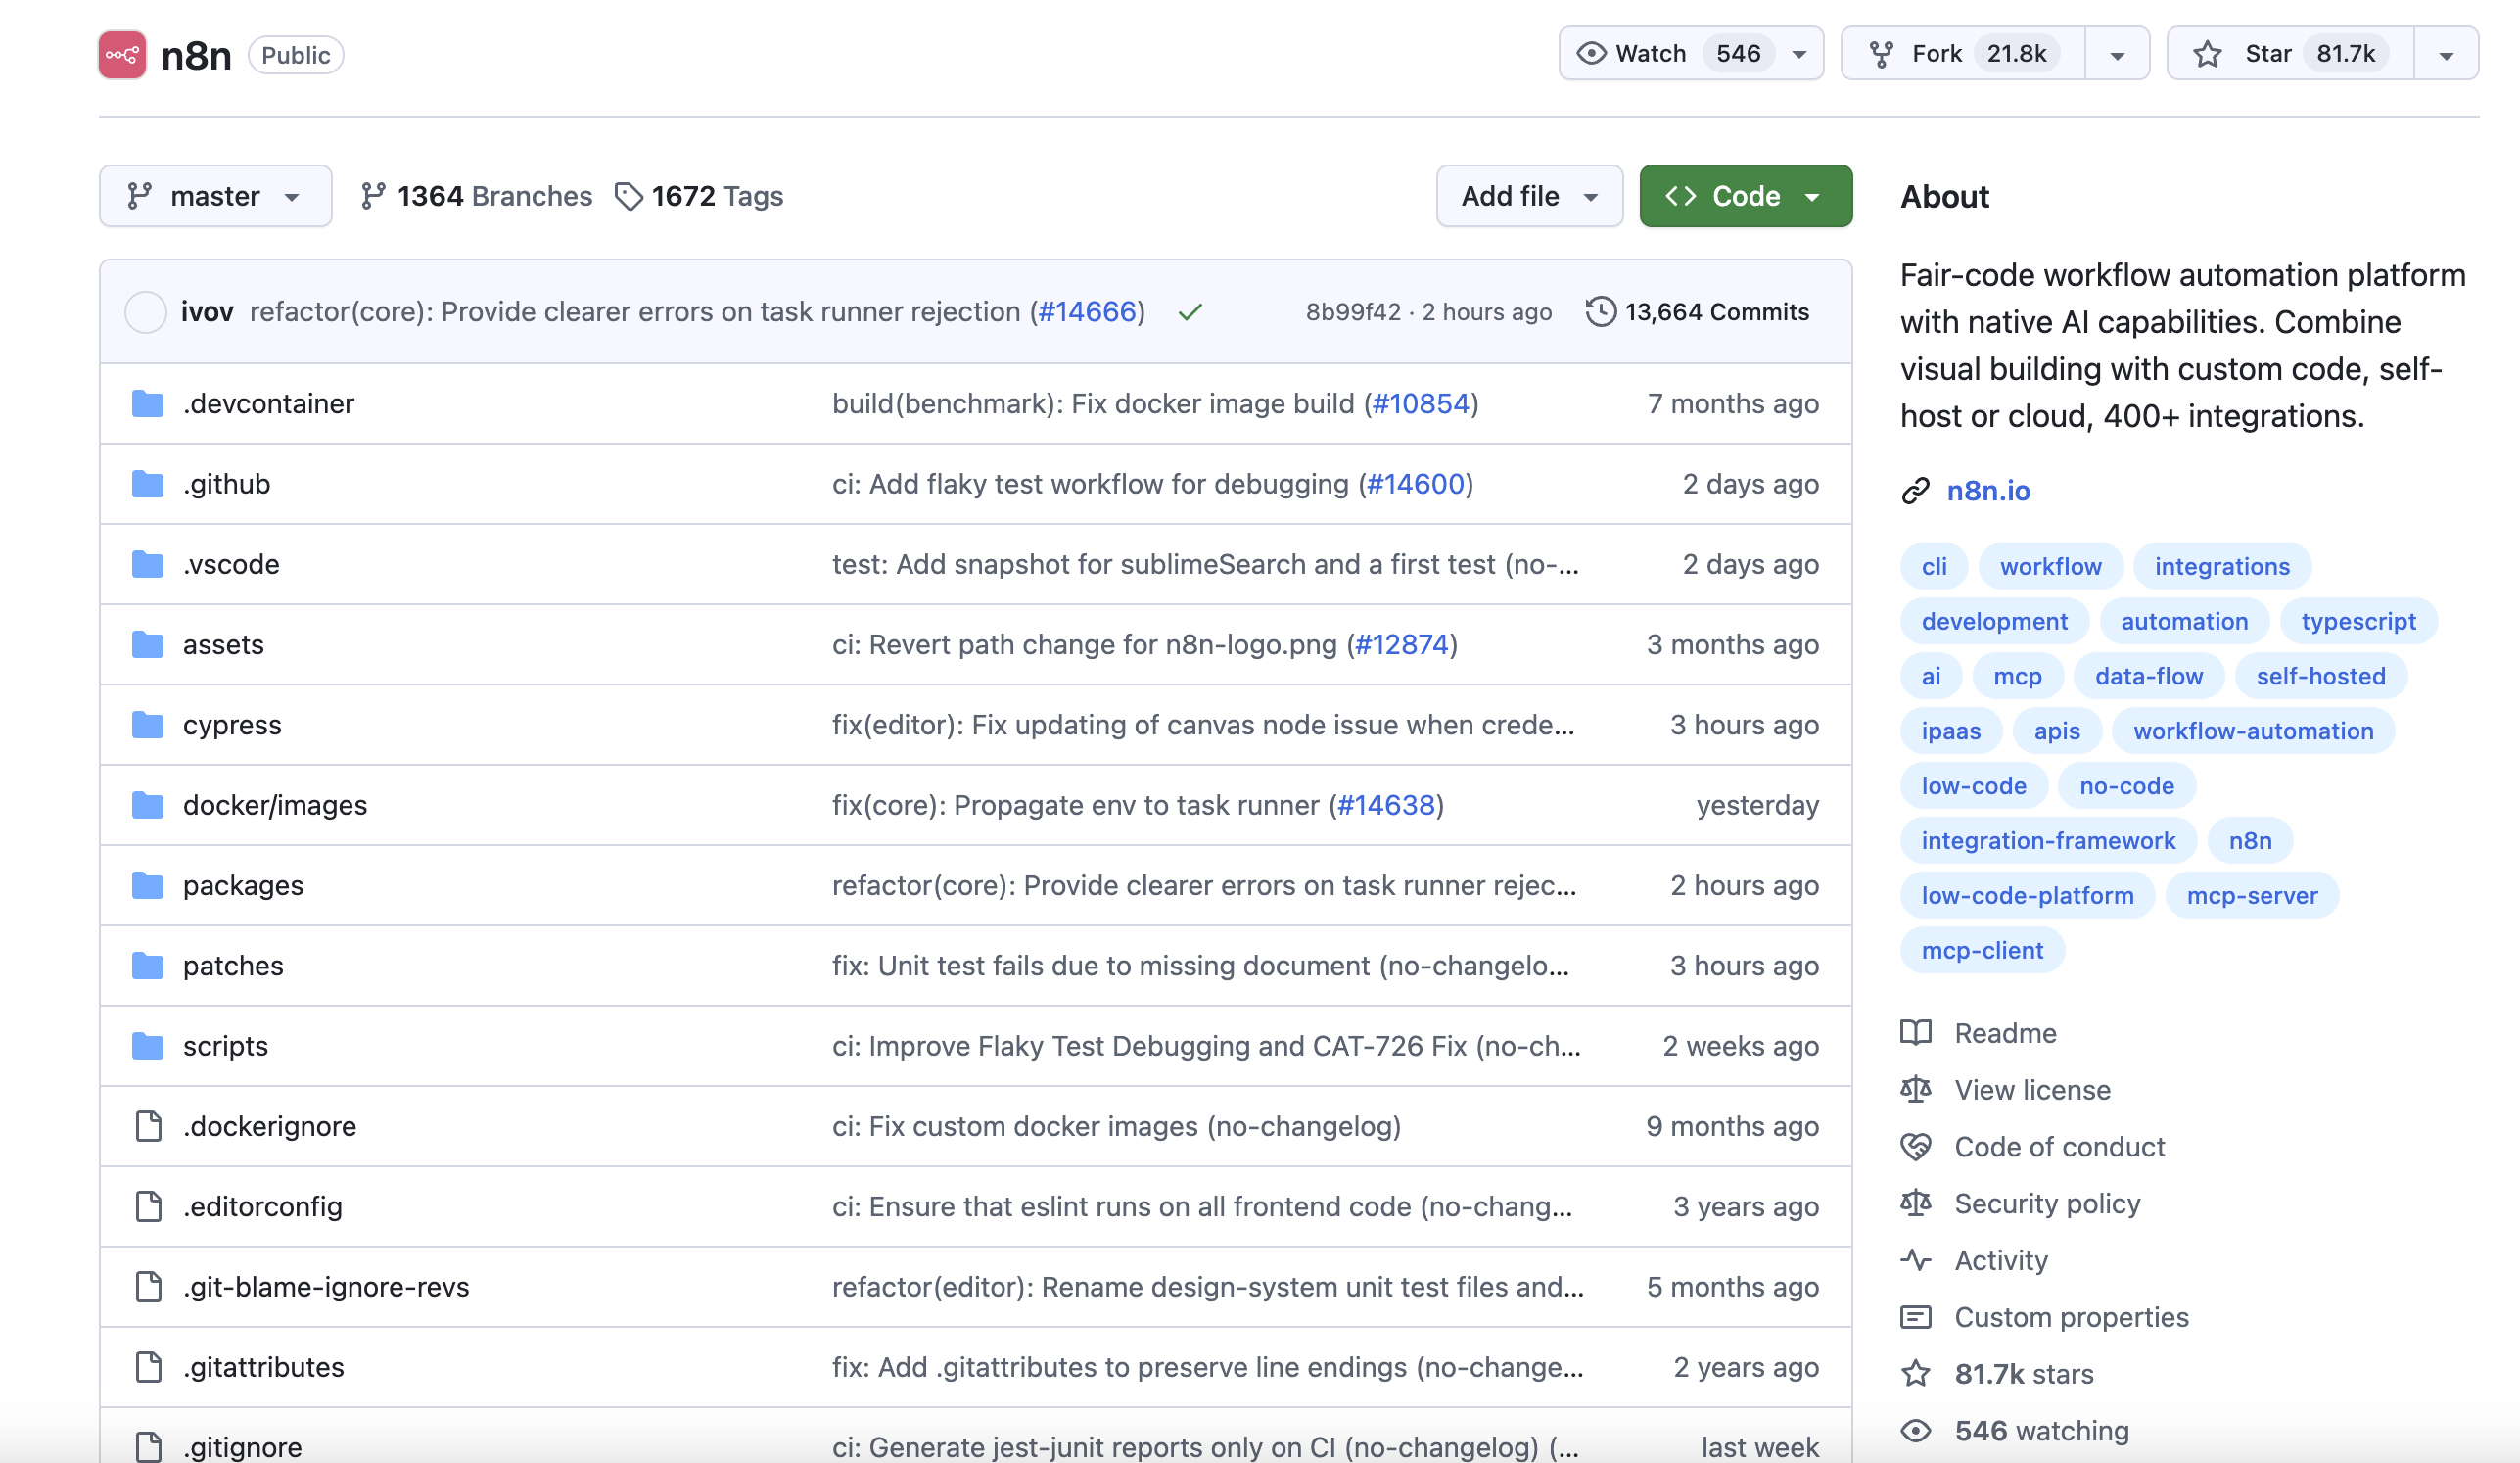 n8n Public Watch 546 Fork 21.8k Star 81.7k
master 1364 Branches 1672 Tags Add file Code
ivov refactor(core): Provide clearer errors on task runner rejection (#14666) 8b99f42 · 2 hours ago 13,664 Commits
.devcontainer build(benchmark): Fix docker image build (#10854) 7 months ago
.github ci: Add flaky test workflow for debugging (#14600) 2 days ago
.vscode test: Add snapshot for sublimeSearch and a first test (no-... 2 days ago
assets ci: Revert path change for n8n-logo.png (#12874) 3 months ago
cypress fix(editor): Fix updating of canvas node issue when crede... 3 hours ago
docker/images fix(core): Propagate env to task runner (#14638) yesterday
packages refactor(core): Provide clearer errors on task runner rejec... 2 hours ago
patches fix: Unit test fails due to missing document (no-changelo... 3 hours ago
scripts ci: Improve Flaky Test Debugging and CAT-726 Fix (no-ch... 2 weeks ago
.dockerignore ci: Fix custom docker images (no-changelog) 9 months ago
.editorconfig ci: Ensure that eslint runs on all frontend code (no-chang... 3 years ago
.git-blame-ignore-revs refactor(editor): Rename design-system unit test files and... 5 months ago
.gitattributes fix: Add .gitattributes to preserve line endings (no-change... 2 years ago
.gitignore ci: Generate jest-junit reports only on CI (no-changelog) (... last week
About
Fair-code workflow automation platform
with native AI capabilities. Combine
visual building with custom code, self-
host or cloud, 400+ integrations.
n8n.io
cli workflow integrations
development automation typescript
ai mcp data-flow self-hosted
ipaas apis workflow-automation
low-code no-code
integration-framework n8n
low-code-platform mcp-server
mcp-client
Readme
View license
Code of conduct
Security policy
Activity
Custom properties
81.7k stars
546 watching